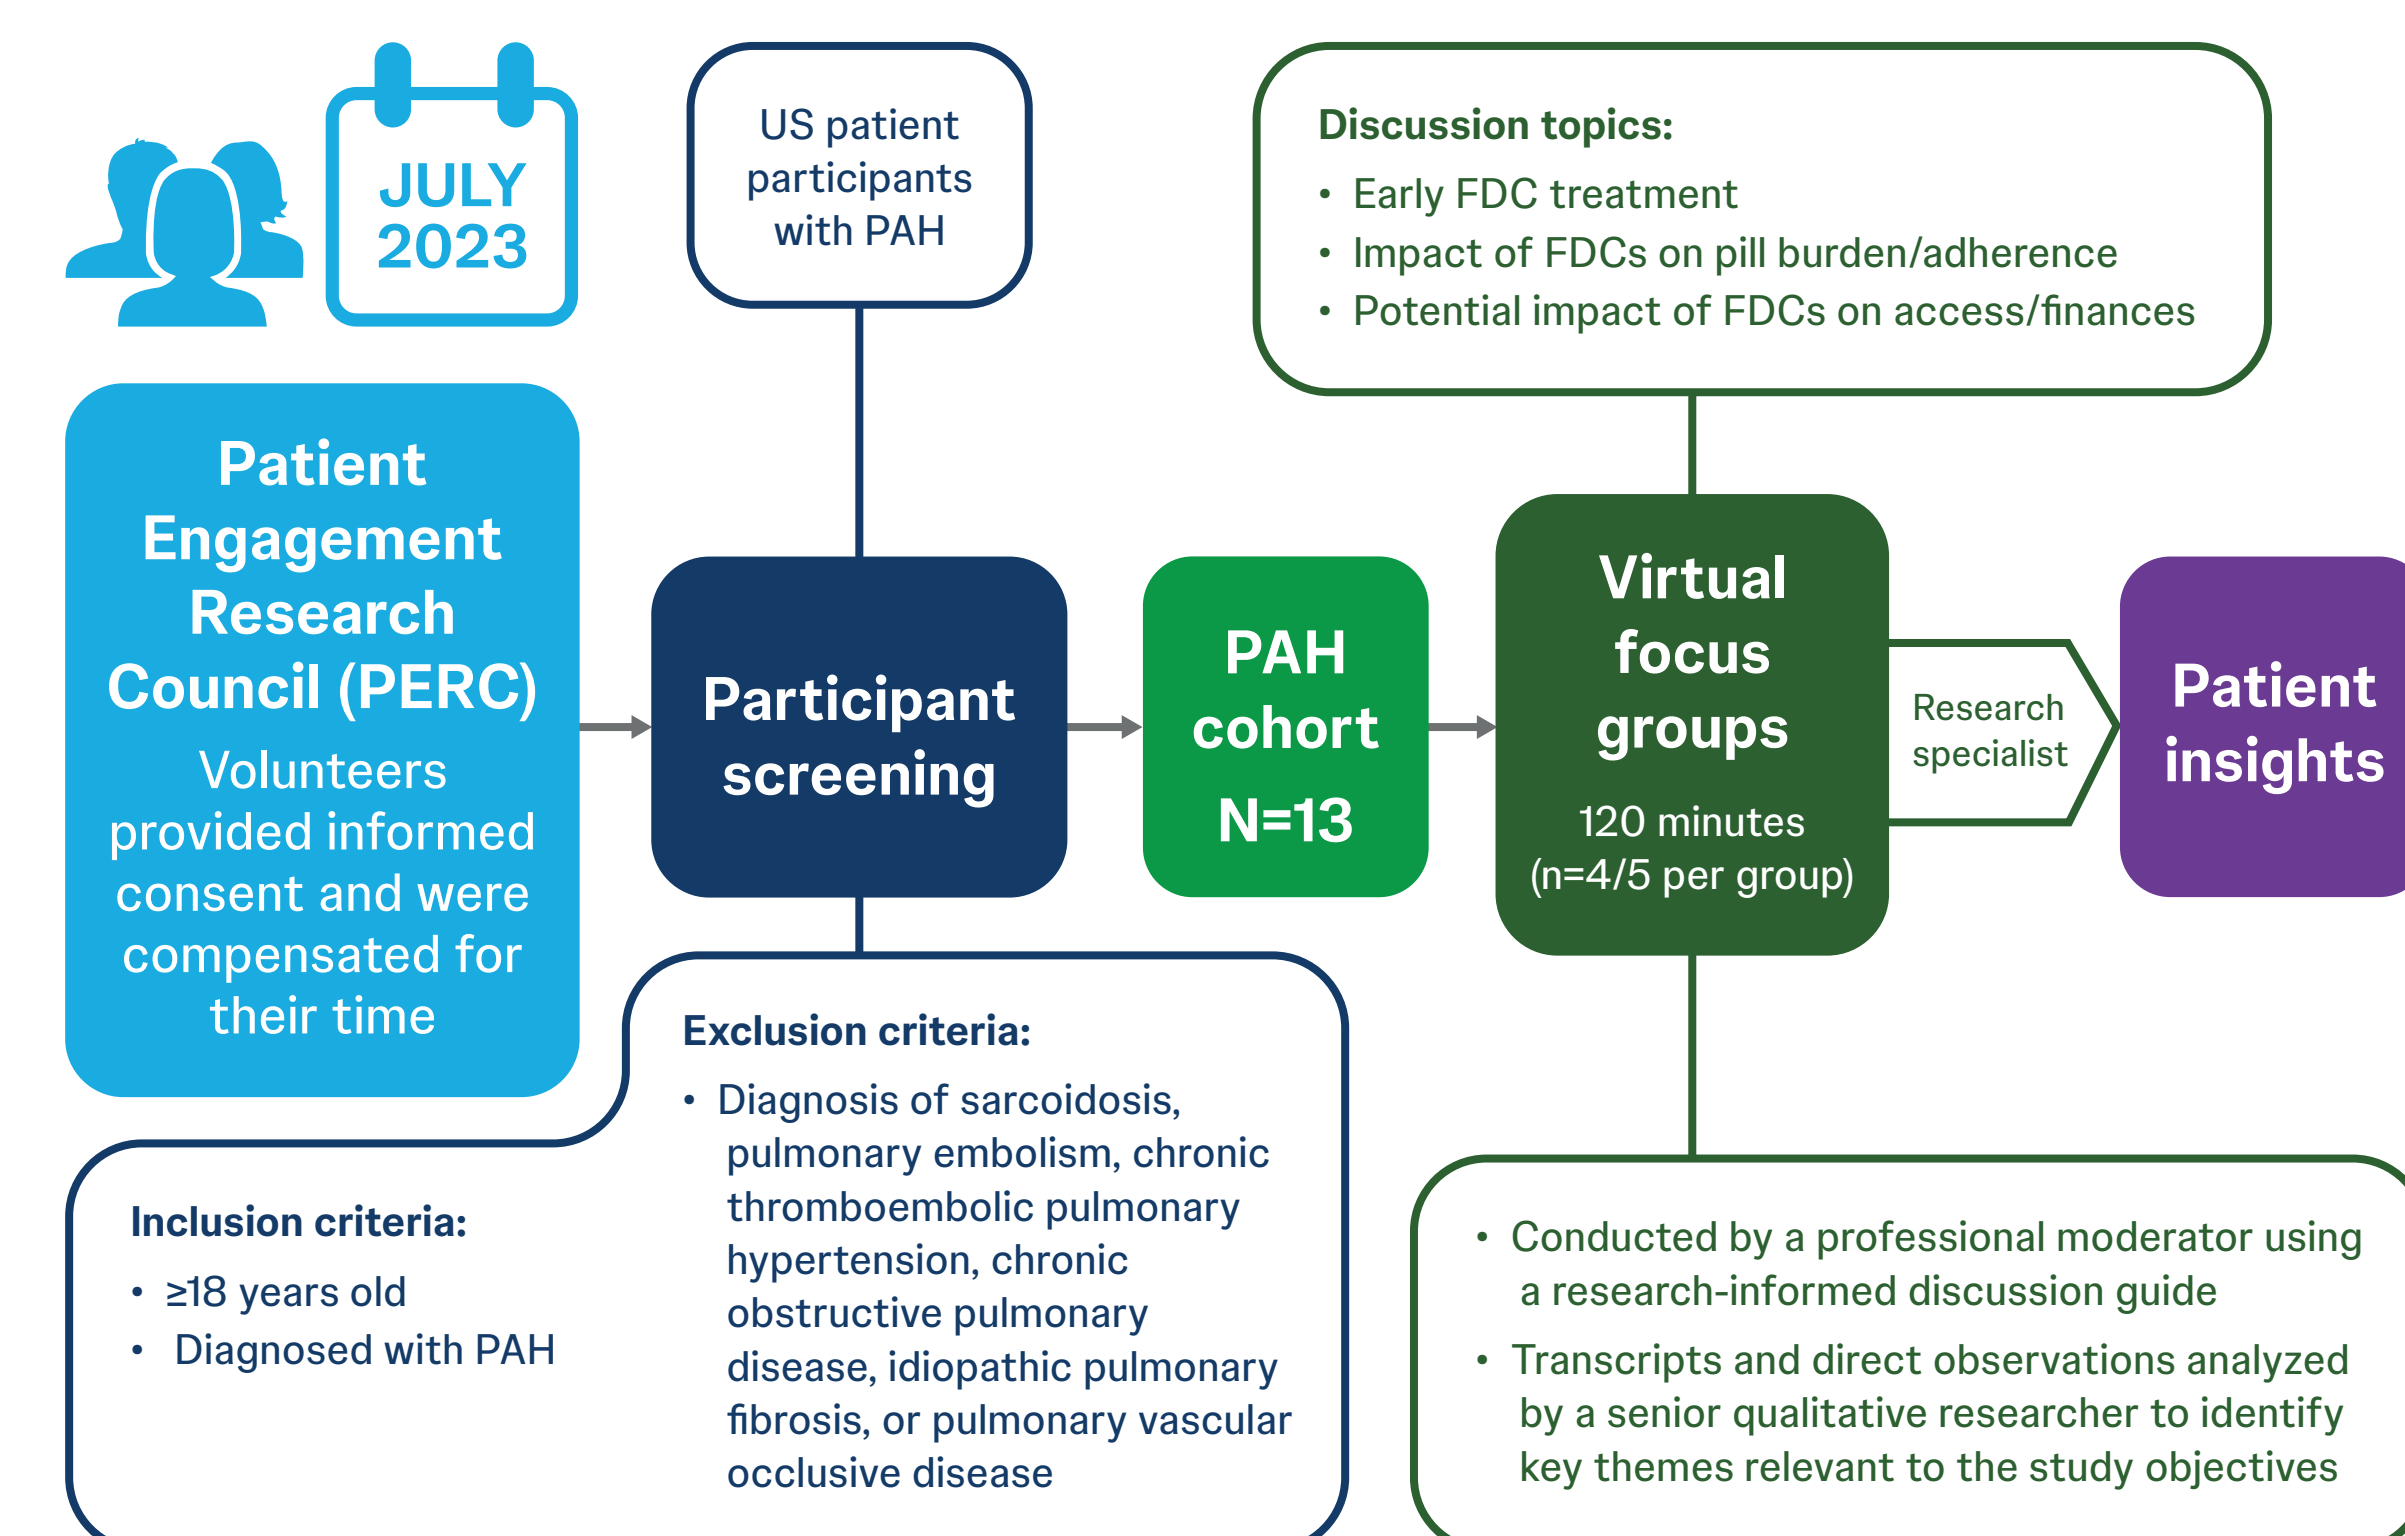 JULY
2023
US patient
participants
with PAH
Discussion topics:
• Early FDC treatment
• Impact of FDCs on pill burden/adherence
• Potential impact of FDCs on access/finances
Patient
Engagement
Research
Council (PERC)
Volunteers
provided informed
consent and were
compensated for
their time
Participant
screening
PAH
cohort
N=13
Virtual
focus
groups
120 minutes
(n=4/5 per group)
Research
specialist
Patient
insights
Inclusion criteria:
• ≥18 years old
• Diagnosed with PAH
Exclusion criteria:
• Diagnosis of sarcoidosis,
pulmonary embolism, chronic
thromboembolic pulmonary
hypertension, chronic
obstructive pulmonary
disease, idiopathic pulmonary
fibrosis, or pulmonary vascular
occlusive disease
• Conducted by a professional moderator using
a research-informed discussion guide
• Transcripts and direct observations analyzed
by a senior qualitative researcher to identify
key themes relevant to the study objectives